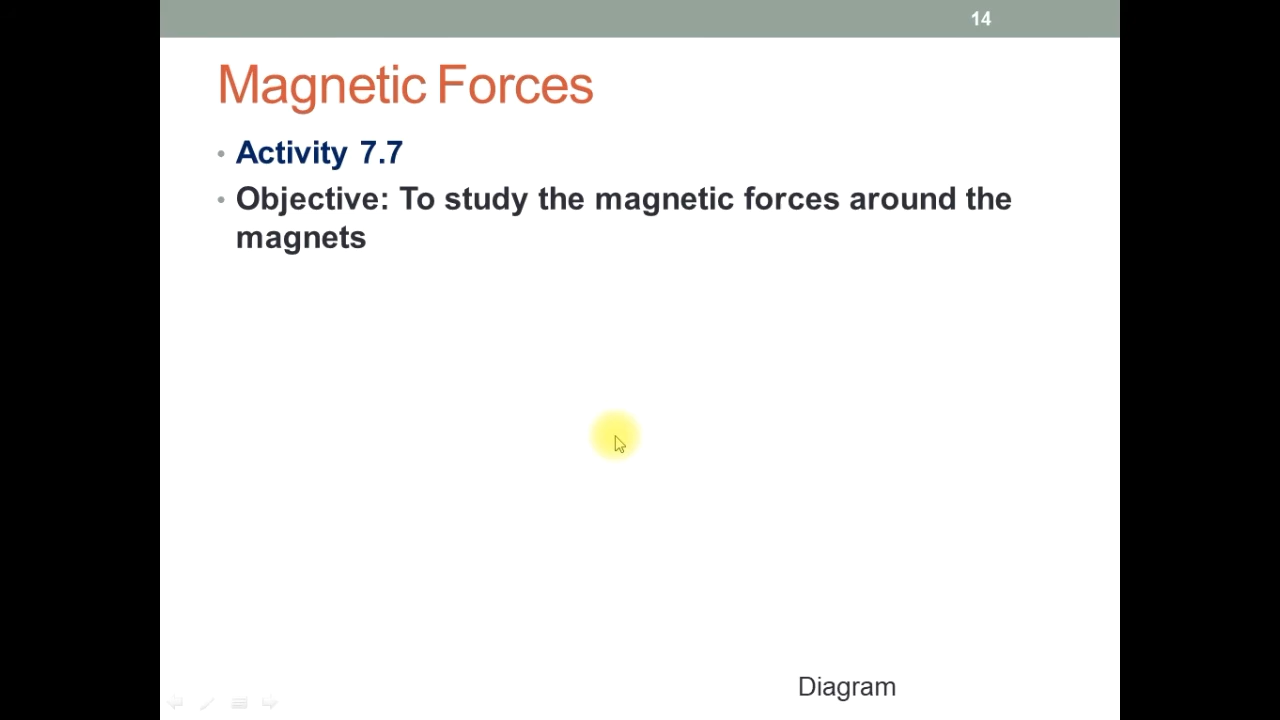 14
Magnetic Forces
• Activity 7.7
• Objective: To study the magnetic forces around the
magnets
Diagram